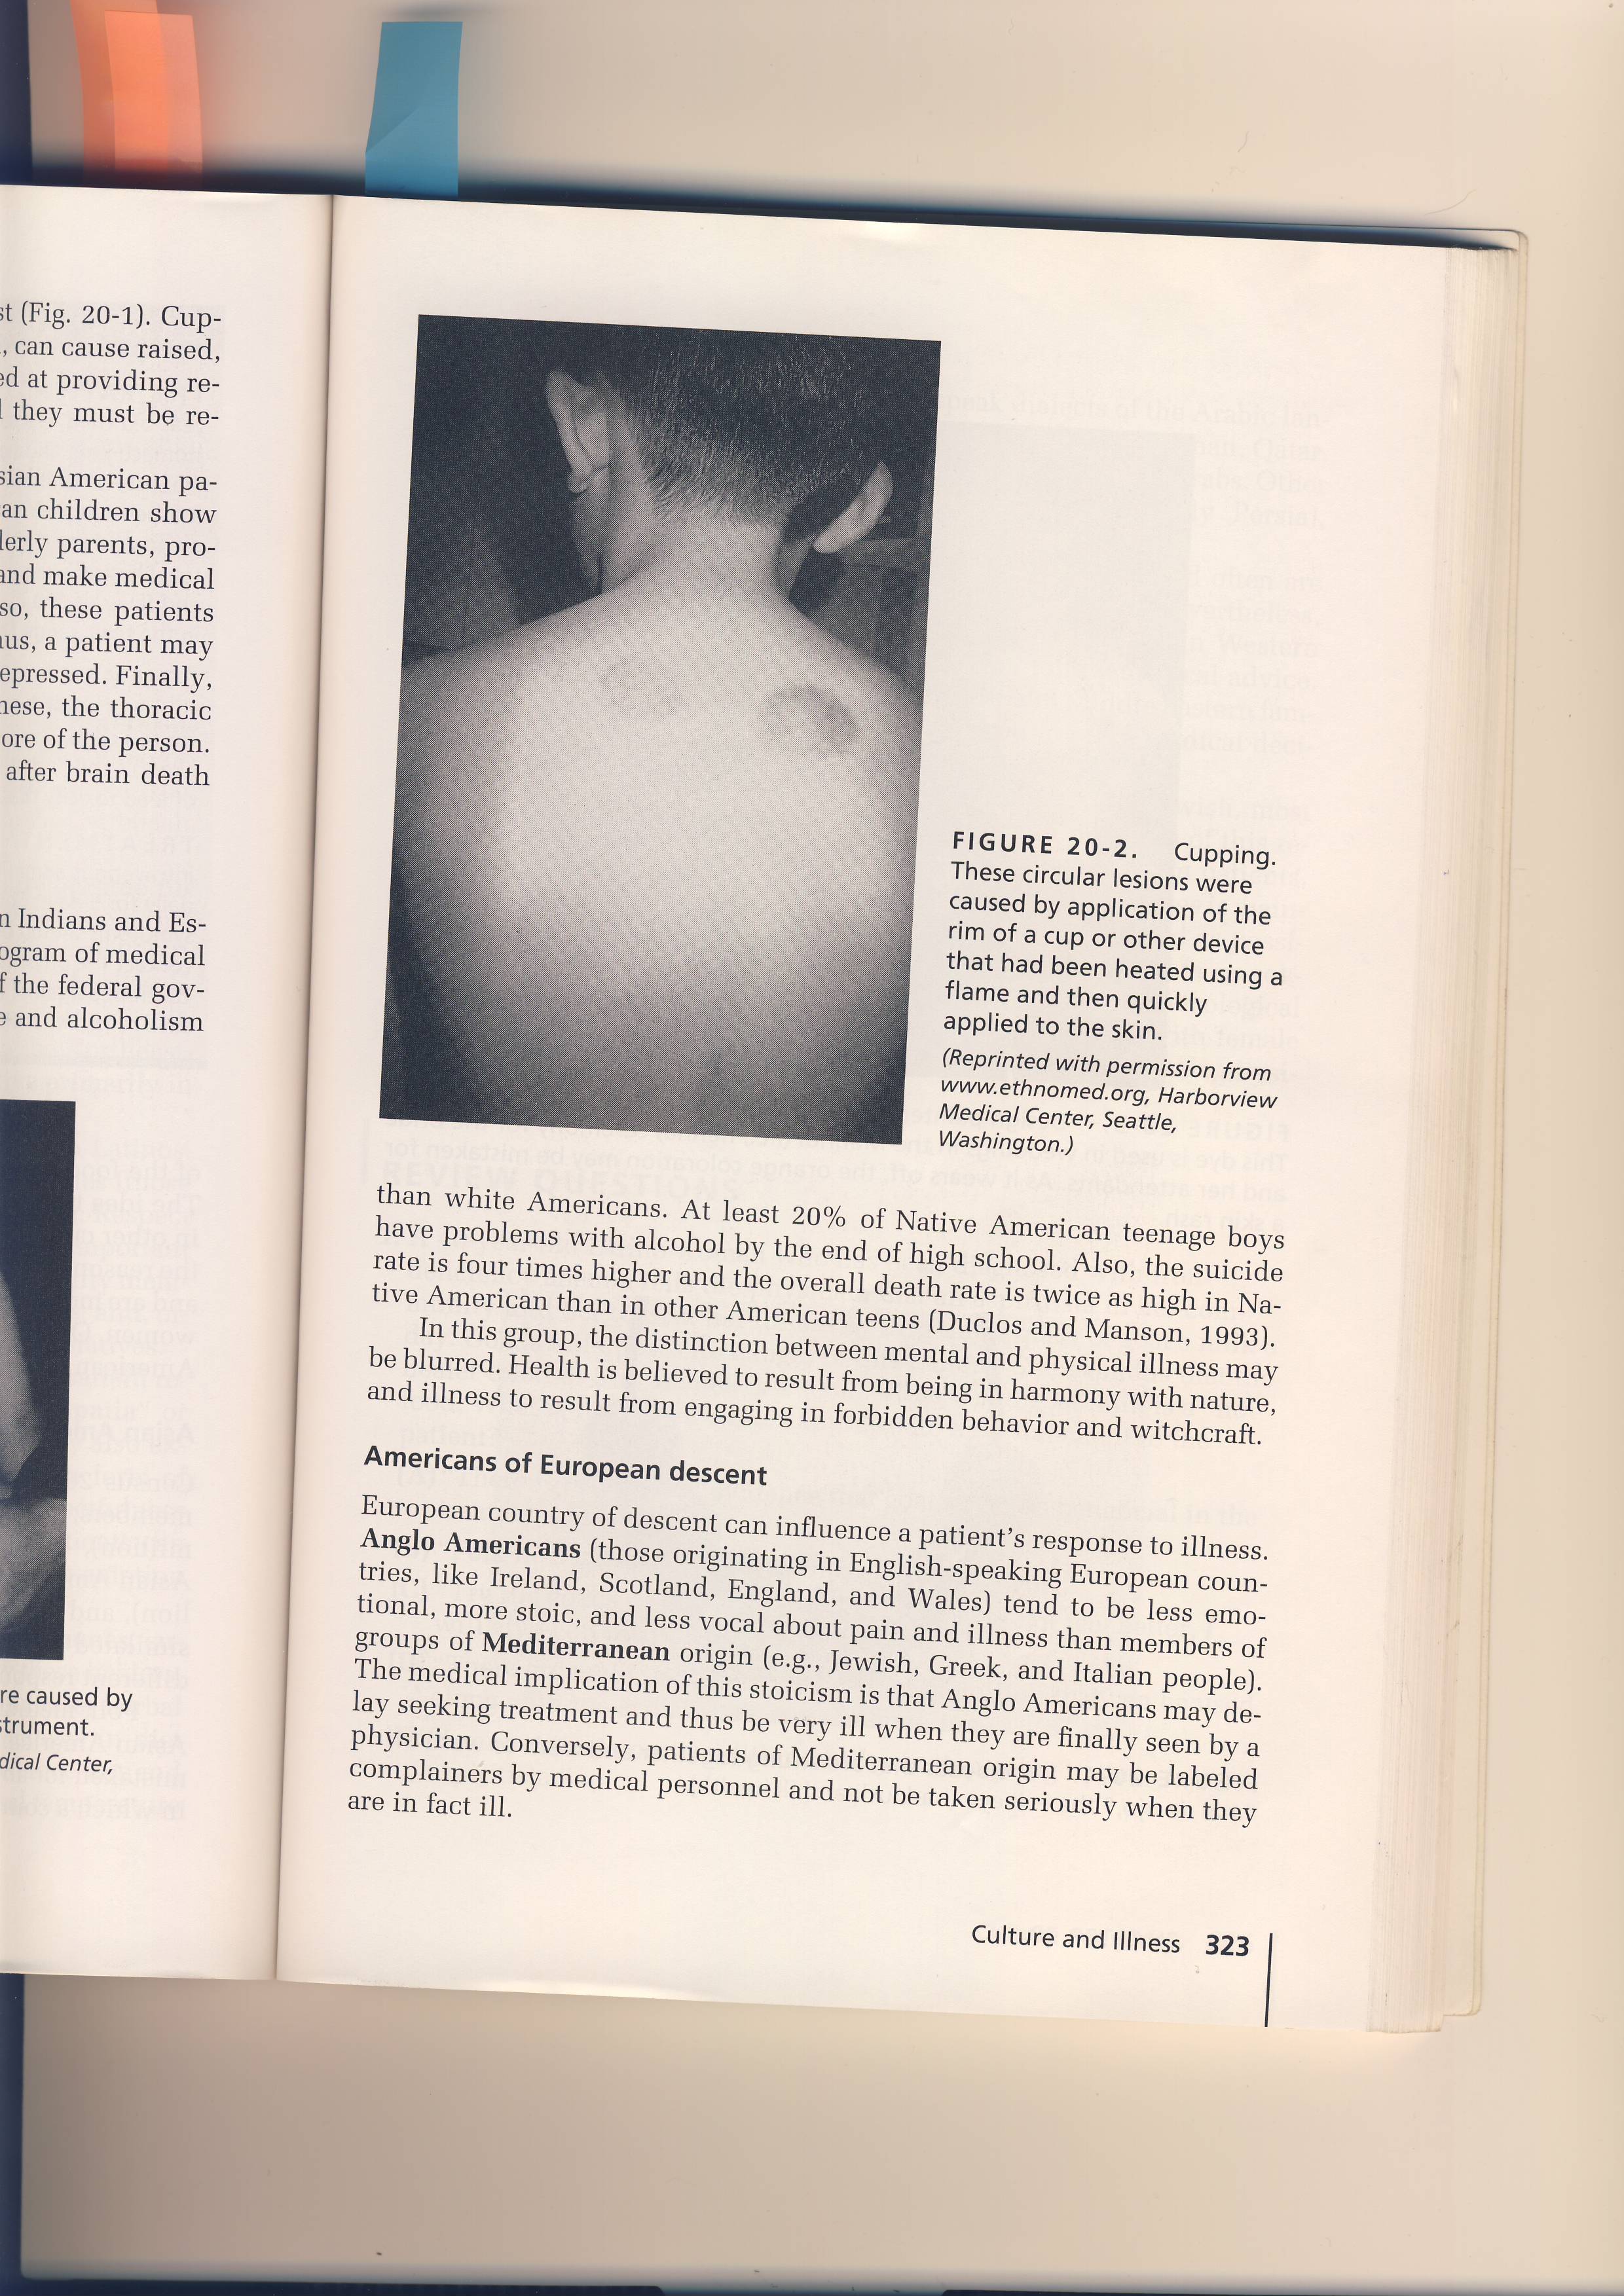 st (Fig. 20-1). Cup-
, can cause raised,
ed at providing re-
they must be re-
sian American pa-
an children show
derly parents, pro-
and make medical
so, these patients
us, a patient may
epressed. Finally,
nese, the thoracic
ore of the person.
after brain death
n Indians and Es-
ogram of medical
f the federal gov-
e and alcoholism
re caused by
strument.
dical Center,
FIGURE 20-2. Cupping.
These circular lesions were
caused by application of the
rim of a cup or other device
that had been heated using a
flame and then quickly
applied to the skin.
(Reprinted with permission from
www.ethnomed.org, Harborview
Medical Center, Seattle,
Washington.)
than white Americans. At least 20% of Native American teenage boys
have problems with alcohol by the end of high school. Also, the suicide
rate is four times higher and the overall death rate is twice as high in Na-
tive American than in other American teens (Duclos and Manson, 1993).
In this group, the distinction between mental and physical illness may
be blurred. Health is believed to result from being in harmony with nature,
and illness to result from engaging in forbidden behavior and witchcraft.
Americans of European descent
European country of descent can influence a patient's response to illness.
Anglo Americans (those originating in English-speaking European coun-
tries, like Ireland, Scotland, England, and Wales) tend to be less emo-
tional, more stoic, and less vocal about pain and illness than members of
groups of Mediterranean origin (e.g., Jewish, Greek, and Italian people).
The medical implication of this stoicism is that Anglo Americans may de-
lay seeking treatment and thus be very ill when they are finally seen by a
physician. Conversely, patients of Mediterranean origin may be labeled
complainers by medical personnel and not be taken seriously when they
are in fact ill.
Culture and Illness 323